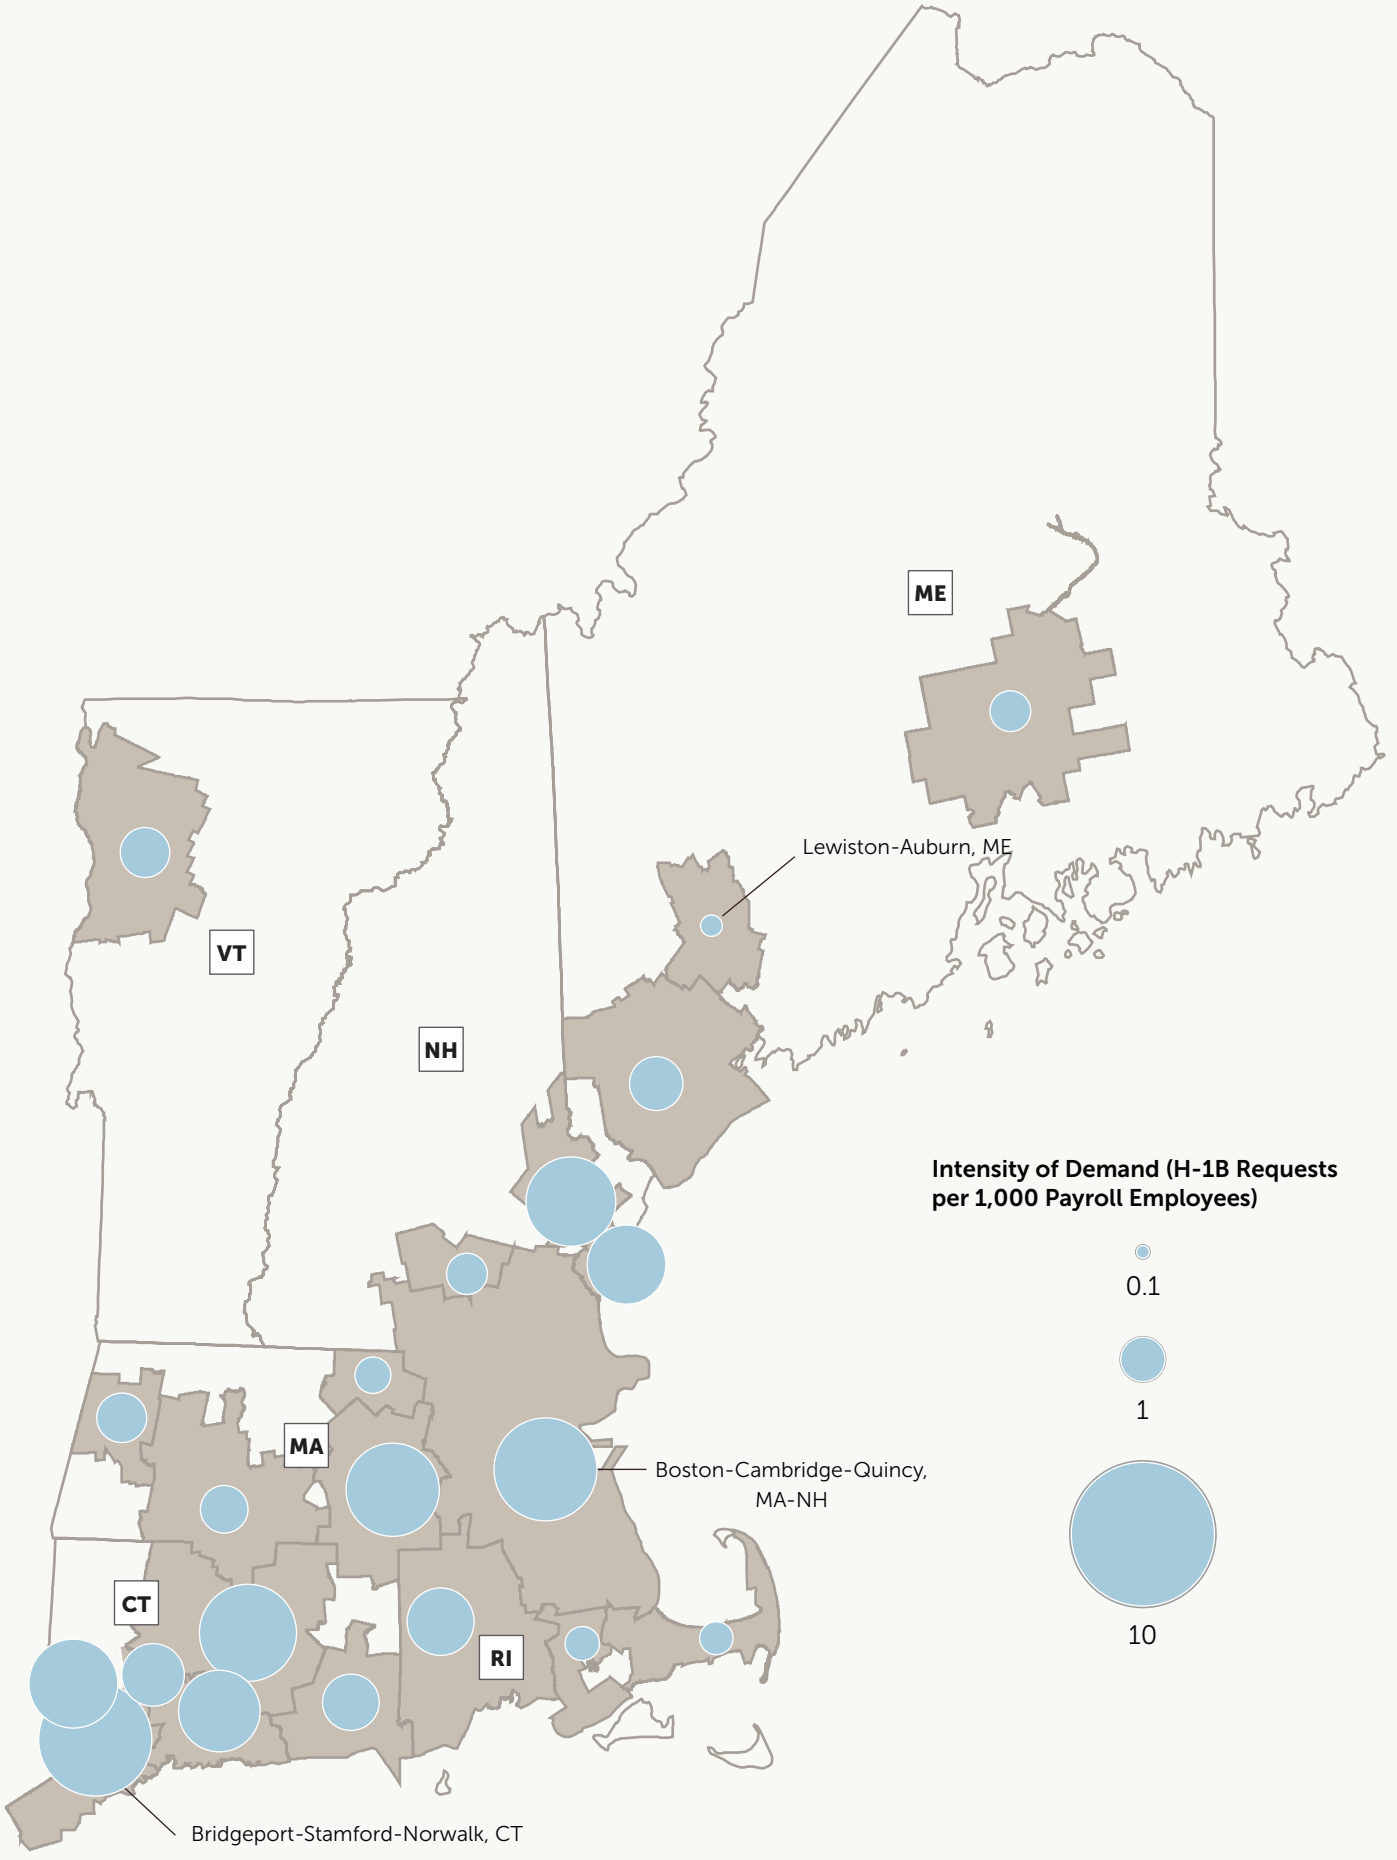 ME
Lewiston-Auburn, ME
VT
NH
Intensity of Demand (H-1B Requests
per 1,000 Payroll Employees)
0.1
1
MA
Boston-Cambridge-Quincy,
MA-NH
CT
10
RI
Bridgeport-Stamford-Norwalk, CT